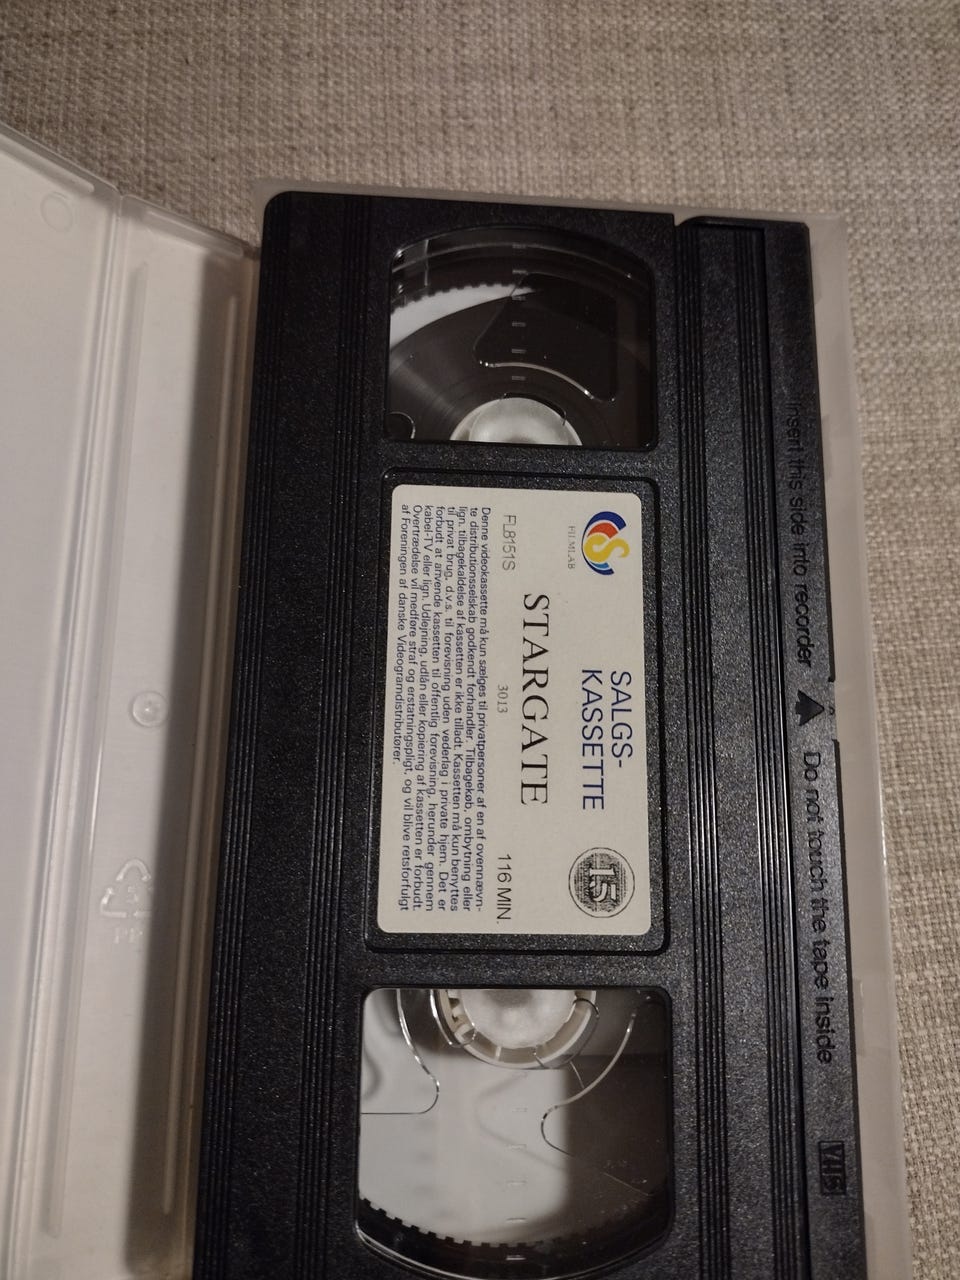 FILMLAB
SALGS-
KASSETTE
15
STARGATE
FL8151S
3013
116 MIN.
Denne videokassette må kun sælges til privatpersoner af en af ovennævn-
te distributionsselskab godkendt forhandler. Tilbagekøb, ombytning eller
lign. tilbagekaldelse af kassetten er ikke tilladt. Kassetten må kun benyttes
til privat brug, d.v.s. til forevisning uden vederlag i private hjem. Det er
forbudt at anvende kassetten til offentlig forevisning, herunder gennem
kabel-TV eller lign. Udlejning, udlån eller kopiering af kassetten er forbudt.
Overtrædelse vil medføre straf og erstatningspligt, og vil blive retsforfulgt
af Foreningen af danske Videogramdistributører.
Insert this side into recorder
Do not touch the tape inside
VHS